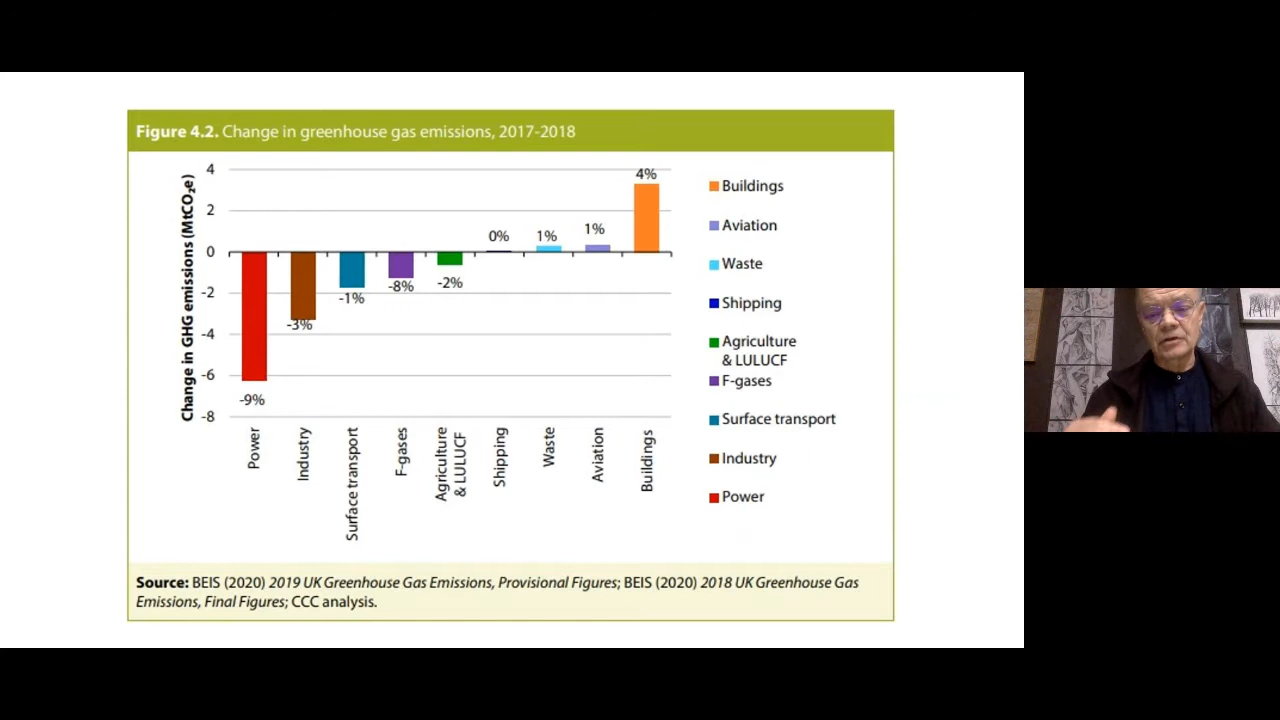 Figure 4.2. Change in greenhouse gas emissions, 2017-2018
Change in GHG emissions (MtCO₂e)
4
2
0
-2
-4
-6
-8
-9%
-3%
-1%
-8%
-2%
0%
1%
1%
4%
Power
Industry
Surface transport
F-gases
Agriculture
& LULUCF
Shipping
Waste
Aviation
Buildings
Buildings
Aviation
Waste
Shipping
Agriculture
& LULUCF
F-gases
Surface transport
Industry
Power
Source: BEIS (2020) 2019 UK Greenhouse Gas Emissions, Provisional Figures; BEIS (2020) 2018 UK Greenhouse Gas
Emissions, Final Figures; CCC analysis.